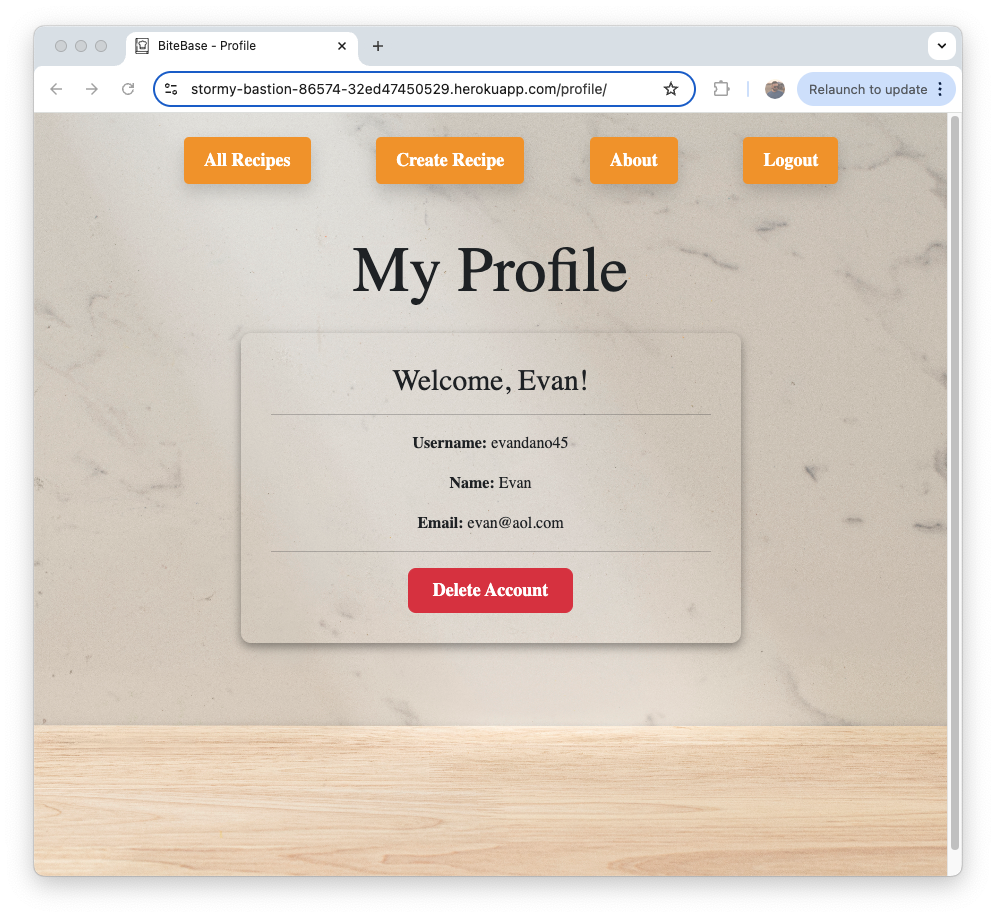 BiteBase - Profile
stormy-bastion-86574-32ed47450529.herokuapp.com/profile/
Relaunch to update
All Recipes
Create Recipe
About
Logout
My Profile
Welcome, Evan!
Username: evandano45
Name: Evan
Email: evan@aol.com
Delete Account